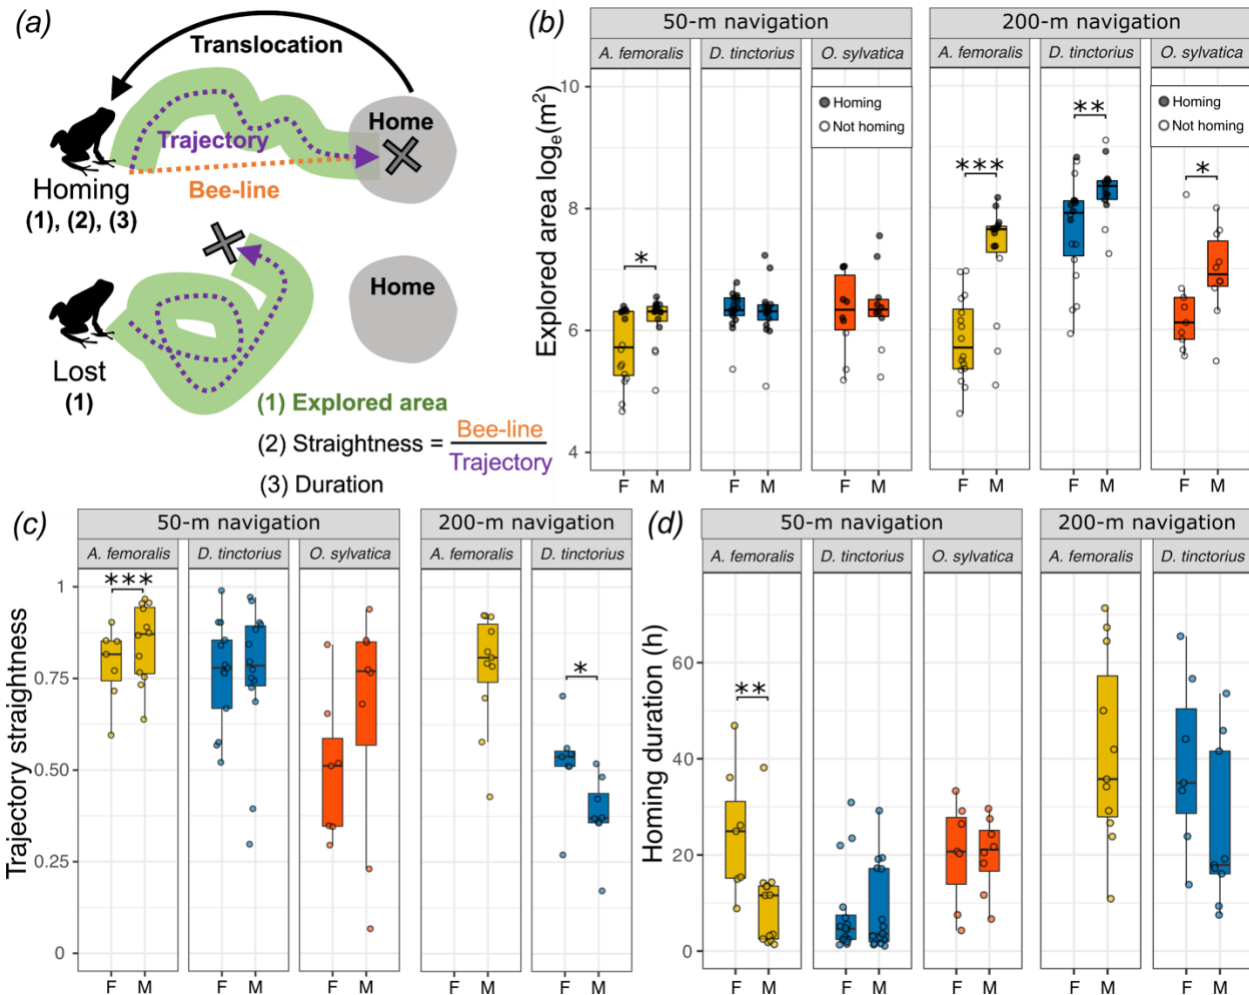 (a)
Translocation
Home
Trajectory
Bee-line
Homing
(1), (2), (3)
Home
Lost
(1)
(1) Explored area
(2) Straightness = Bee-line
Trajectory
(3) Duration
(b)
50-m navigation
200-m navigation
A. femoralis
D. tinctorius
O. sylvatica
A. femoralis
D. tinctorius
O. sylvatica
Explored area logₑ(m²)
10
8
6
4
Homing
Not homing
Homing
Not homing
*
***
**
*
F M
F M
F M
F M
F M
F M
(c)
50-m navigation
200-m navigation
A. femoralis
D. tinctorius
O. sylvatica
A. femoralis
D. tinctorius
Trajectory straightness
1
0.75
0.50
0.25
0
***
*
F M
F M
F M
F M
F M
(d)
50-m navigation
200-m navigation
A. femoralis
D. tinctorius
O. sylvatica
A. femoralis
D. tinctorius
Homing duration (h)
60
40
20
0
**
F M
F M
F M
F M
F M